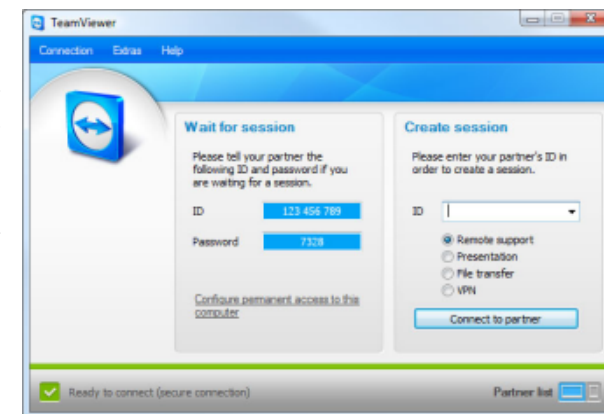 TeamViewer
Connection Extras Help
Wait for session
Please tell your partner the
following ID and password if you
are waiting for a session.
ID 123 456 789
Password 7328
Configure permanent access to this
computer
Create session
Please enter your partner's ID in
order to create a session.
ID
Remote support
Presentation
File transfer
VPN
Connect to partner
Ready to connect (secure connection)
Partner list